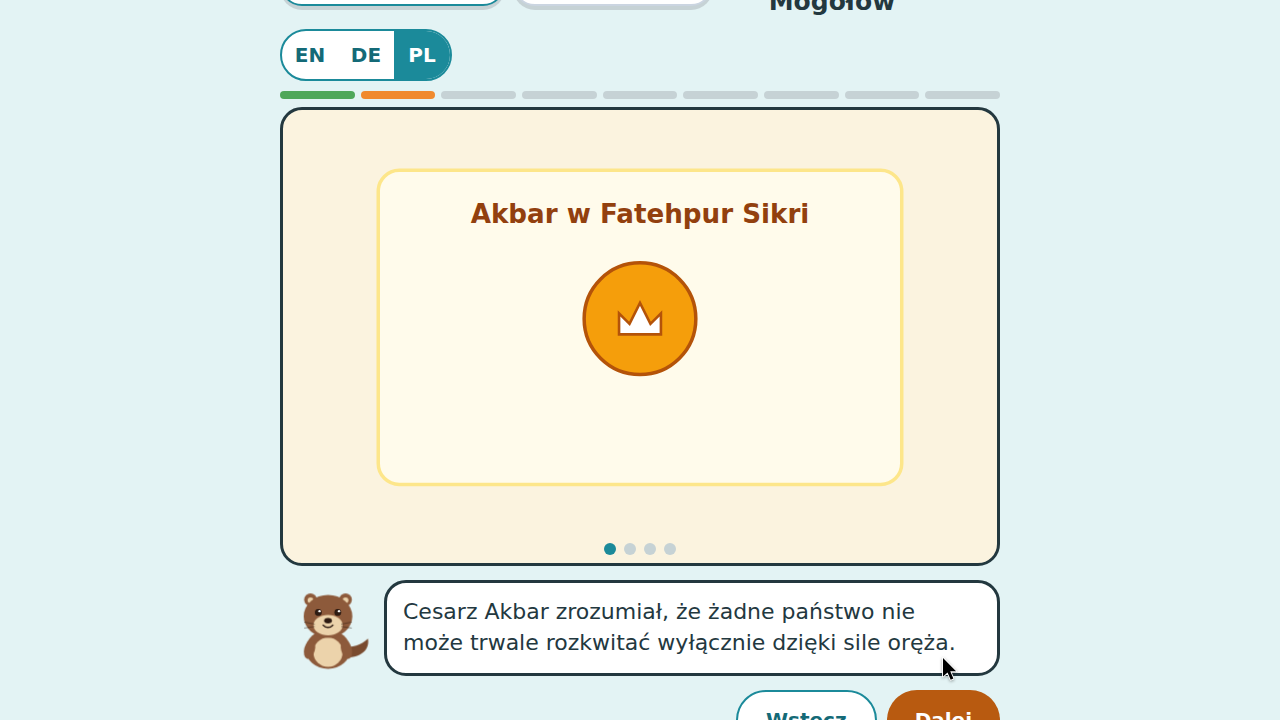 Mogołów
EN DE PL
Akbar w Fatehpur Sikri
Cesarz Akbar zrozumiał, że żadne państwo nie
może trwale rozkwitać wyłącznie dzięki sile oręża.
Wstecz Dalej